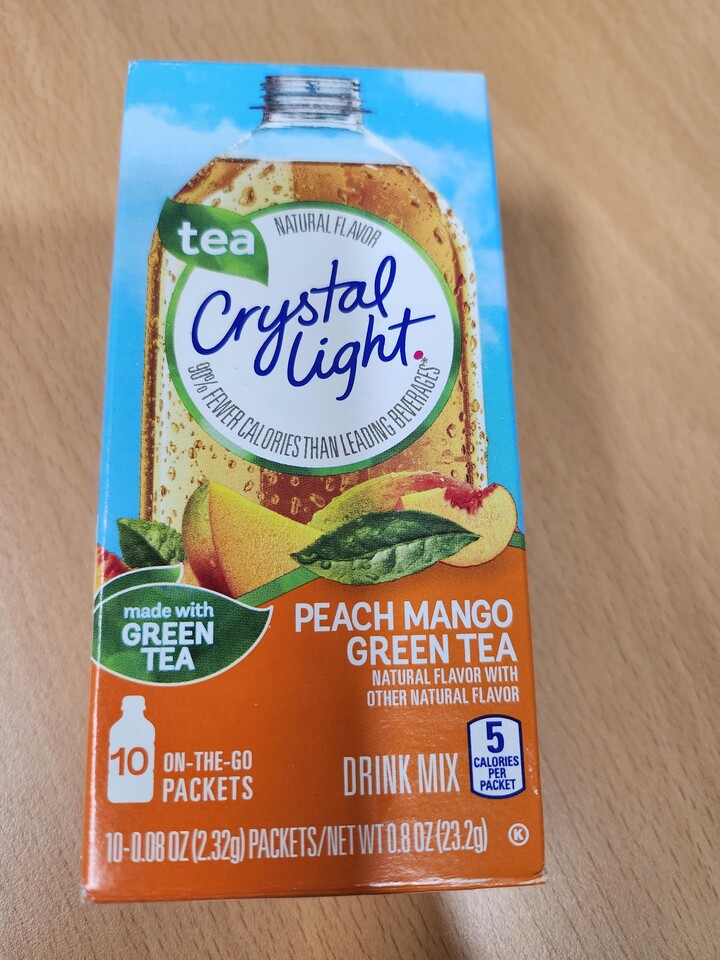 tea
NATURAL FLAVOR
Crystal
Light.
90% FEWER CALORIES THAN LEADING BEVERAGES*
made with
GREEN
TEA
PEACH MANGO
GREEN TEA
NATURAL FLAVOR WITH
OTHER NATURAL FLAVOR
10
ON-THE-GO
PACKETS
DRINK MIX
5
CALORIES
PER
PACKET
10-0.08 OZ (2.32g) PACKETS/NET WT 0.8 OZ (23.2g)
K